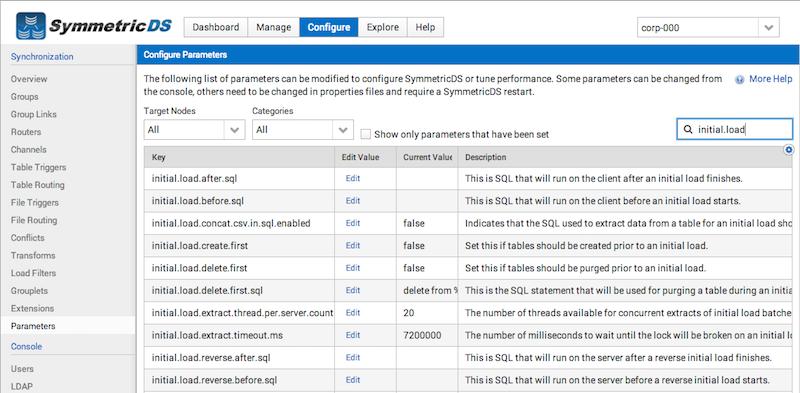 SymmetricDS
Dashboard Manage Configure Explore Help
corp-000
Synchronization
Overview
Groups
Group Links
Routers
Channels
Table Triggers
Table Routing
File Triggers
File Routing
Conflicts
Transforms
Load Filters
Grouplets
Extensions
Parameters
Console
Users
LDAP
Configure Parameters
The following list of parameters can be modified to configure SymmetricDS or tune performance. Some parameters can be changed from
the console, others need to be changed in properties files and require a SymmetricDS restart.
More Help
Target Nodes Categories
All All Show only parameters that have been set initial.load
Key Edit Value Current Value Description
initial.load.after.sql Edit This is SQL that will run on the client after an initial load finishes.
initial.load.before.sql Edit This is SQL that will run on the client before an initial load starts.
initial.load.concat.csv.in.sql.enabled Edit false Indicates that the SQL used to extract data from a table for an initial load sho
initial.load.create.first Edit false Set this if tables should be created prior to an initial load.
initial.load.delete.first Edit false Set this if tables should be purged prior to an initial load.
initial.load.delete.first.sql Edit delete from % This is the SQL statement that will be used for purging a table during an initia
initial.load.extract.thread.per.server.count Edit 20 The number of threads available for concurrent extracts of initial load batche
initial.load.extract.timeout.ms Edit 7200000 The number of milliseconds to wait until the lock will be broken on an initial lo
initial.load.reverse.after.sql Edit This is SQL that will run on the server after a reverse initial load finishes.
initial.load.reverse.before.sql Edit This is SQL that will run on the server before a reverse initial load starts.